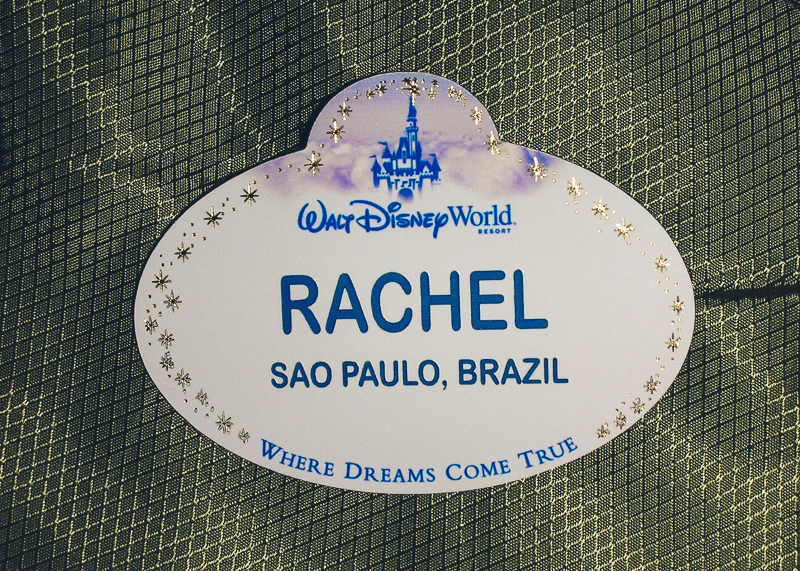 Walt Disney World
RESORT
RACHEL
SAO PAULO, BRAZIL
WHERE DREAMS COME TRUE